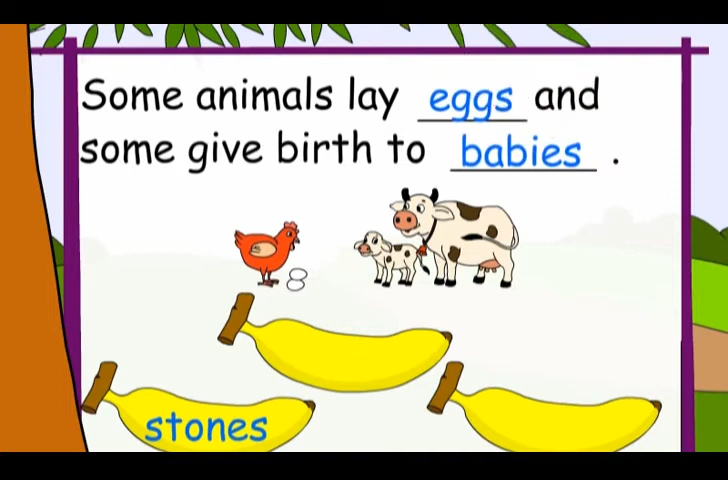 Some animals lay eggs and
some give birth to babies .
stones